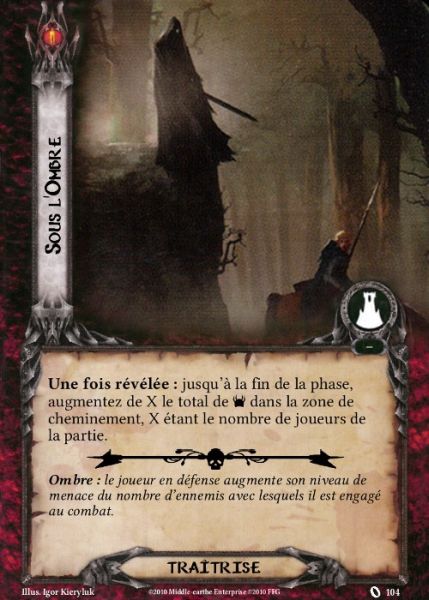 SOUS L'OMBRE
Une fois révélée : jusqu'à la fin de la phase,
augmentez de X le total de dans la zone de
cheminement, X étant le nombre de joueurs de
la partie.
Ombre : le joueur en défense augmente son niveau de
menace du nombre d'ennemis avec lesquels il est engagé
au combat.
TRAÎTRISE
Illus. Igor Kieryluk
©2010 Middle-earthe Enterprise ©2010 FFG
104